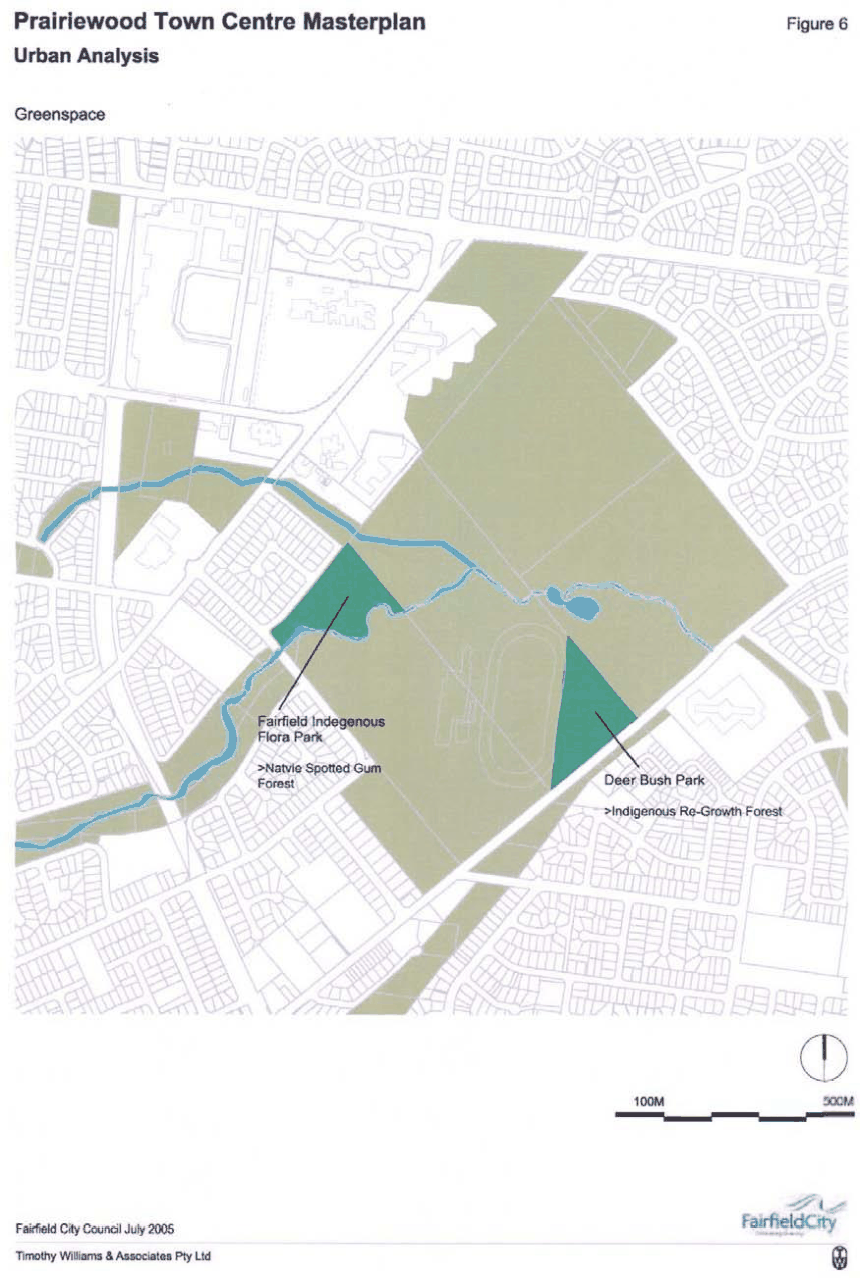 Prairiewood Town Centre Masterplan
Figure 6
Urban Analysis
Greenspace
Fairfield Indegenous
Flora Park
>Natvie Spotted Gum
Forest
Deer Bush Park
>Indigenous Re-Growth Forest
100M
500M
FairfieldCity
Fairfield City Council July 2005
Timothy Williams & Associates Pty Ltd